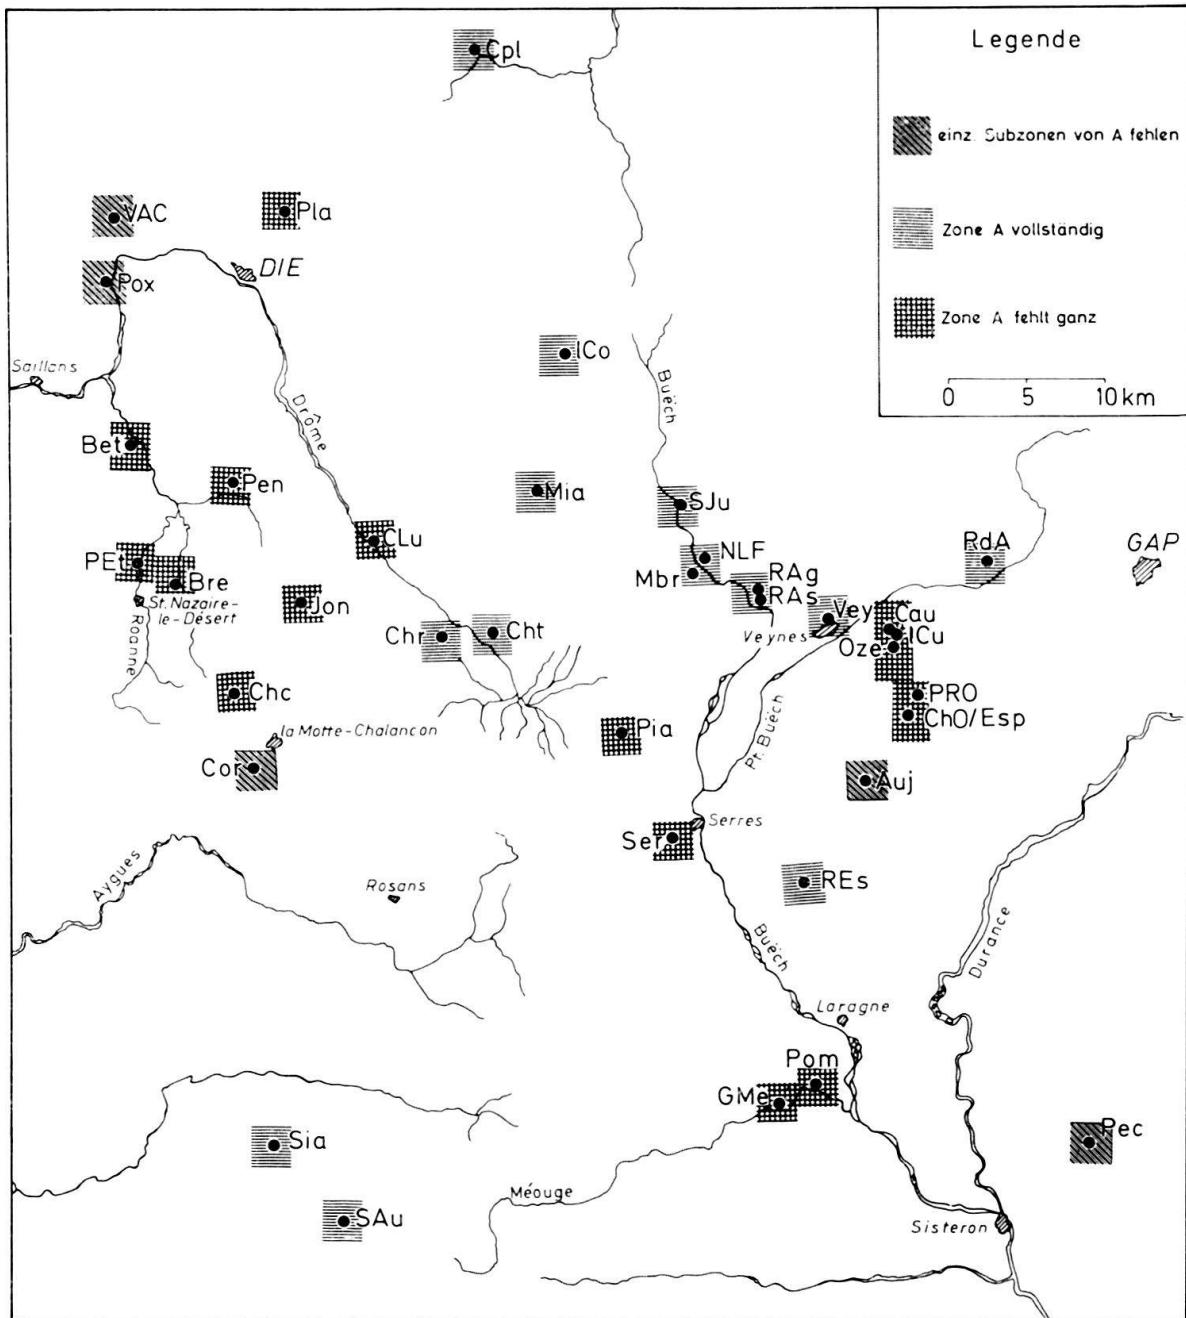 Legende
einz. Subzonen von A fehlen
Zone A vollständig
Zone A fehlt ganz
0 5 10 km
Cpl
VAC
Pla
Pox
DIE
lCo
Saillans
Drôme
Buëch
Bet
Pen
Mia
SJu
CLu
NLF
RdA
GAP
PEt
Bre
Mbr
RAg
RAs
Jon
St. Nazaire-
le-Désert
Roanne
Chr
Cht
Vey
Veynes
Cau
lCu
Oze
Chc
PRO
ChO/Esp
la Motte-Chalancon
Pia
Pt. Buëch
Cor
Auj
Ser
Serres
Aygues
Rosans
REs
Buëch
Durance
Laragne
Pom
GMe
Sia
Pec
Méouge
SAu
Sisteron